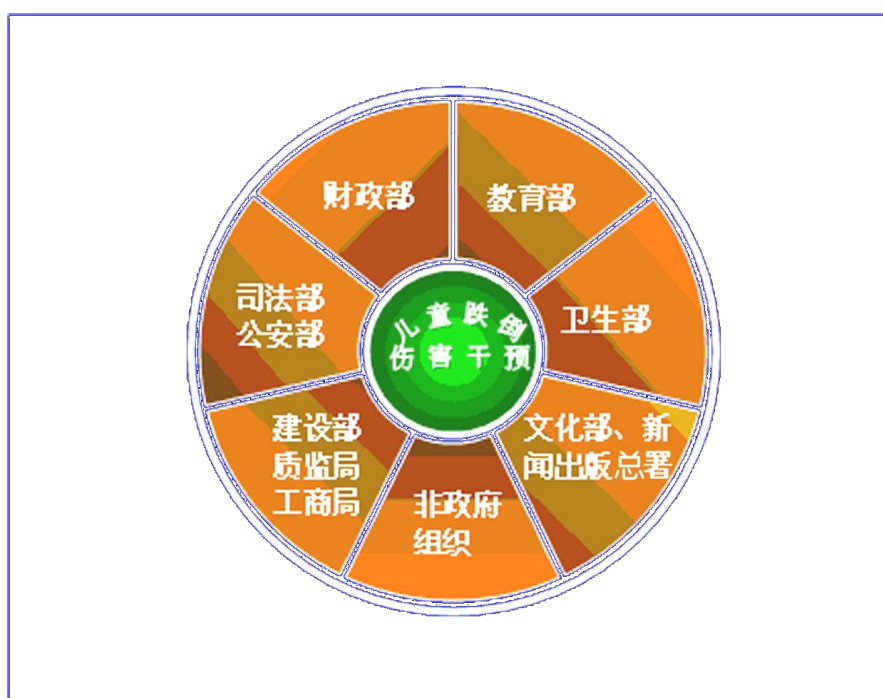 财政部
教育部
司法部
公安部
儿童跌倒
伤害干预
卫生部
建设部
质监局
工商局
文化部、新
闻出版总署
非政府
组织